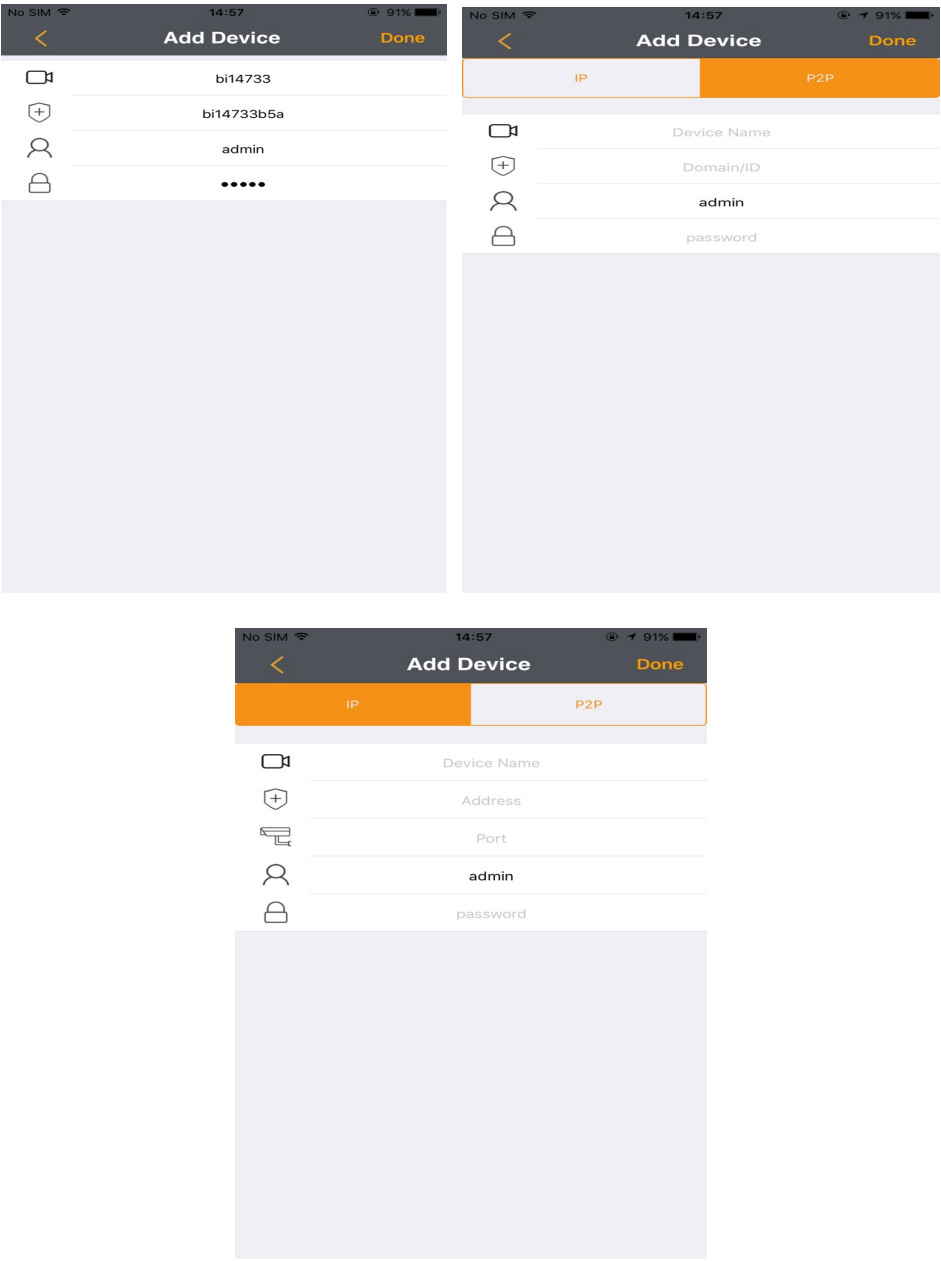 No SIM 14:57 91%
Add Device Done
bi14733
bi14733b5a
admin
•••••
No SIM 14:57 91%
Add Device Done
IP P2P
Device Name
Domain/ID
admin
password
No SIM 14:57 91%
Add Device Done
IP P2P
Device Name
Address
Port
admin
password